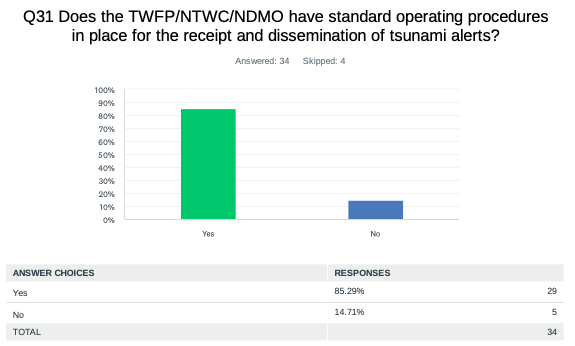 Q31 Does the TWFP/NTWC/NDMO have standard operating procedures
in place for the receipt and dissemination of tsunami alerts?
Answered: 34 Skipped: 4
100%
90%
80%
70%
60%
50%
40%
30%
20%
10%
0%
Yes No
ANSWER CHOICES RESPONSES
Yes 85.29% 29
No 14.71% 5
TOTAL 34